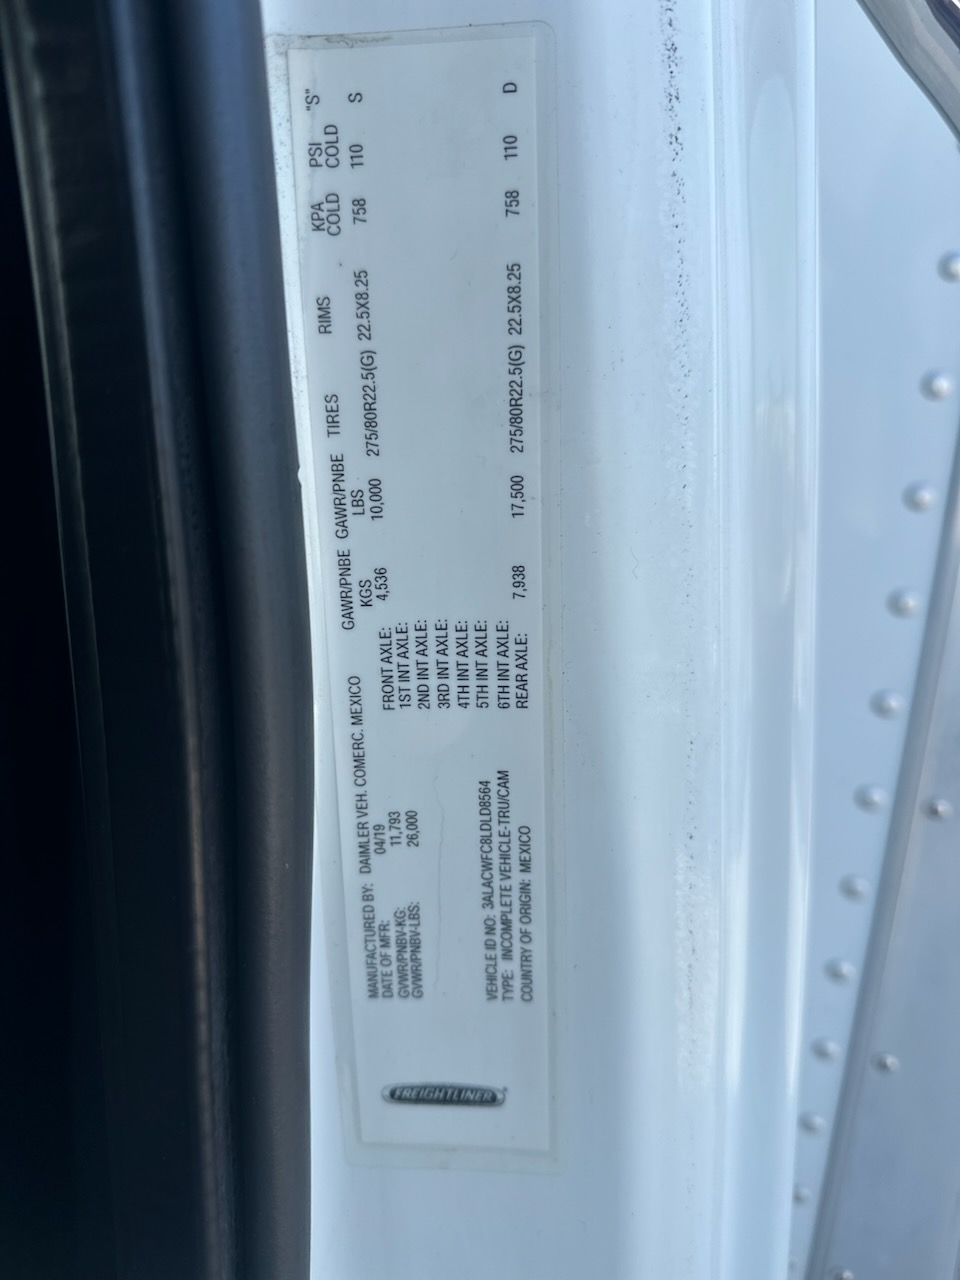 FREIGHTLINER
MANUFACTURED BY: DAIMLER VEH. COMERC. MEXICO
DATE OF MFR: 04/19
GVWR/PNBV-KG: 11,793
GVWR/PNBV-LBS: 26,000
VEHICLE ID NO: 3ALACWFC8LDLD8564
TYPE: INCOMPLETE VEHICLE-TRU/CAM
COUNTRY OF ORIGIN: MEXICO
GAWR/PNBE GAWR/PNBE TIRES RIMS KPA PSI "S"
KGS LBS COLD COLD
FRONT AXLE: 4,536 10,000 275/80R22.5(G) 22.5X8.25 758 110 S
1ST INT AXLE:
2ND INT AXLE:
3RD INT AXLE:
4TH INT AXLE:
5TH INT AXLE:
6TH INT AXLE:
REAR AXLE: 7,938 17,500 275/80R22.5(G) 22.5X8.25 758 110 D